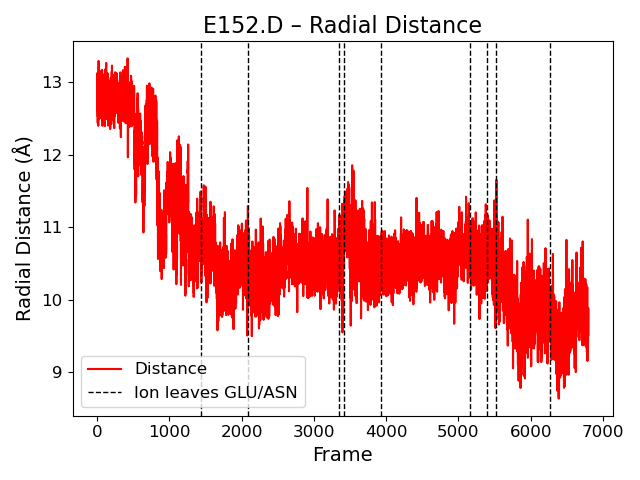 E152.D – Radial Distance
Radial Distance (Å)
13
12
11
10
9
Distance
Ion leaves GLU/ASN
0 1000 2000 3000 4000 5000 6000 7000
Frame